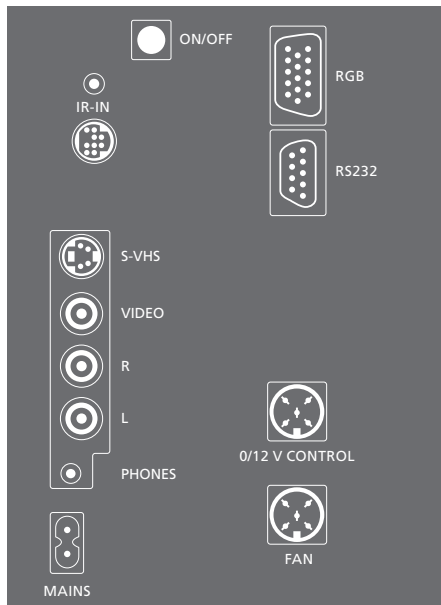 ON/OFF
RGB
IR-IN
RS232
S-VHS
VIDEO
R
L
0/12 V CONTROL
PHONES
FAN
MAINS